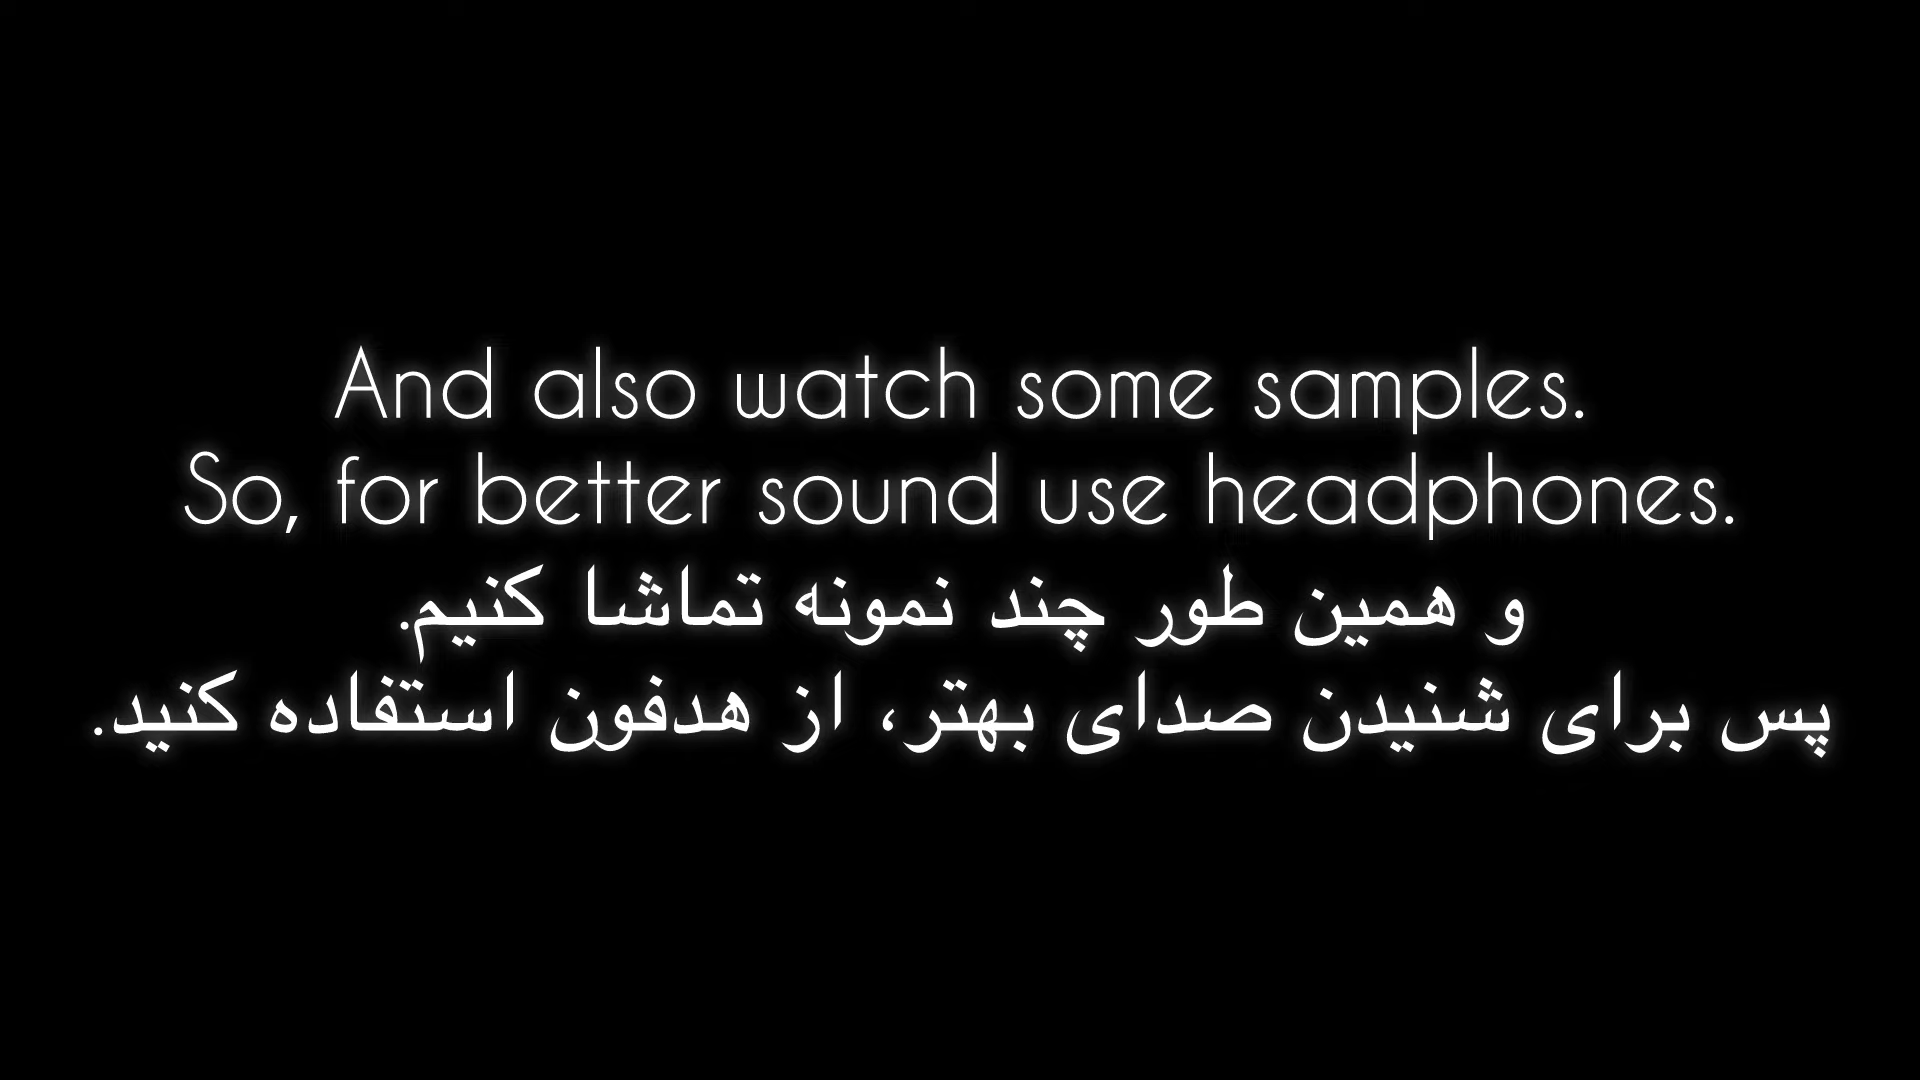 And also watch some samples.
So, for better sound use headphones.
و همین طور چند نمونه تماشا کنیم.
پس برای شنیدن صدای بهتر، از هدفون استفاده کنید.